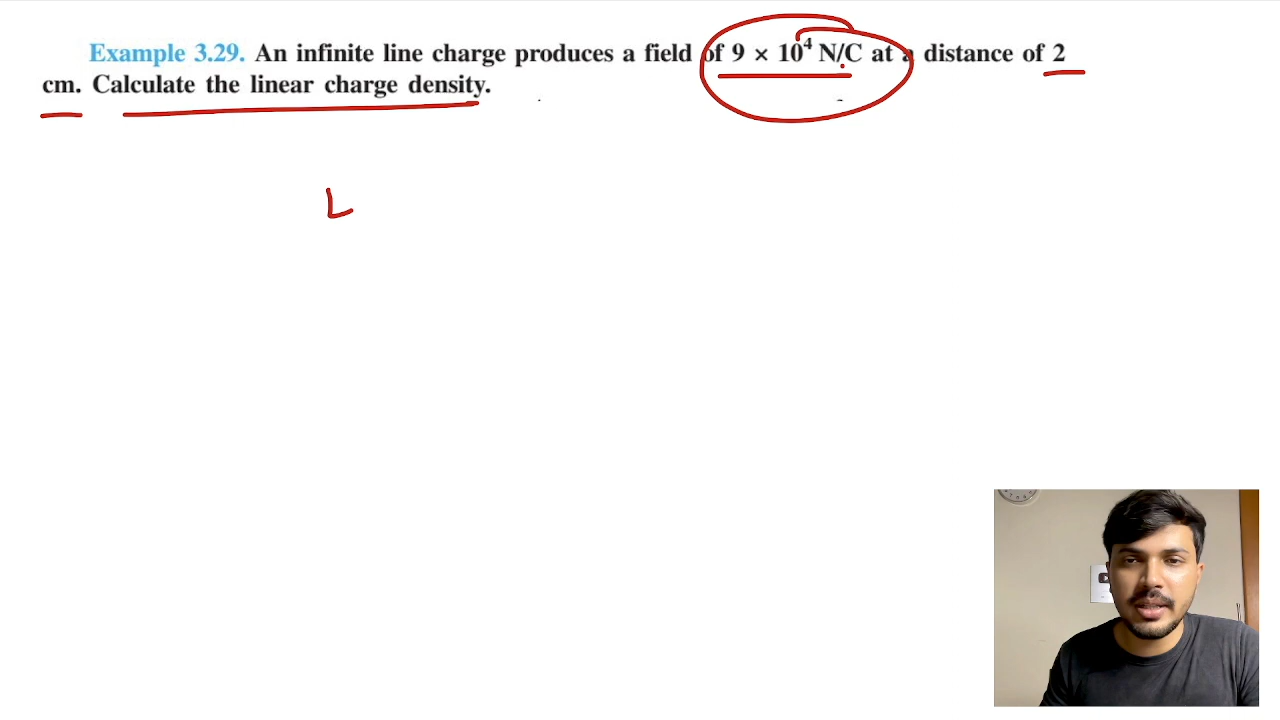 Example 3.29. An infinite line charge produces a field of 9 × 10⁴ N/C at a distance of 2
cm. Calculate the linear charge density.
L